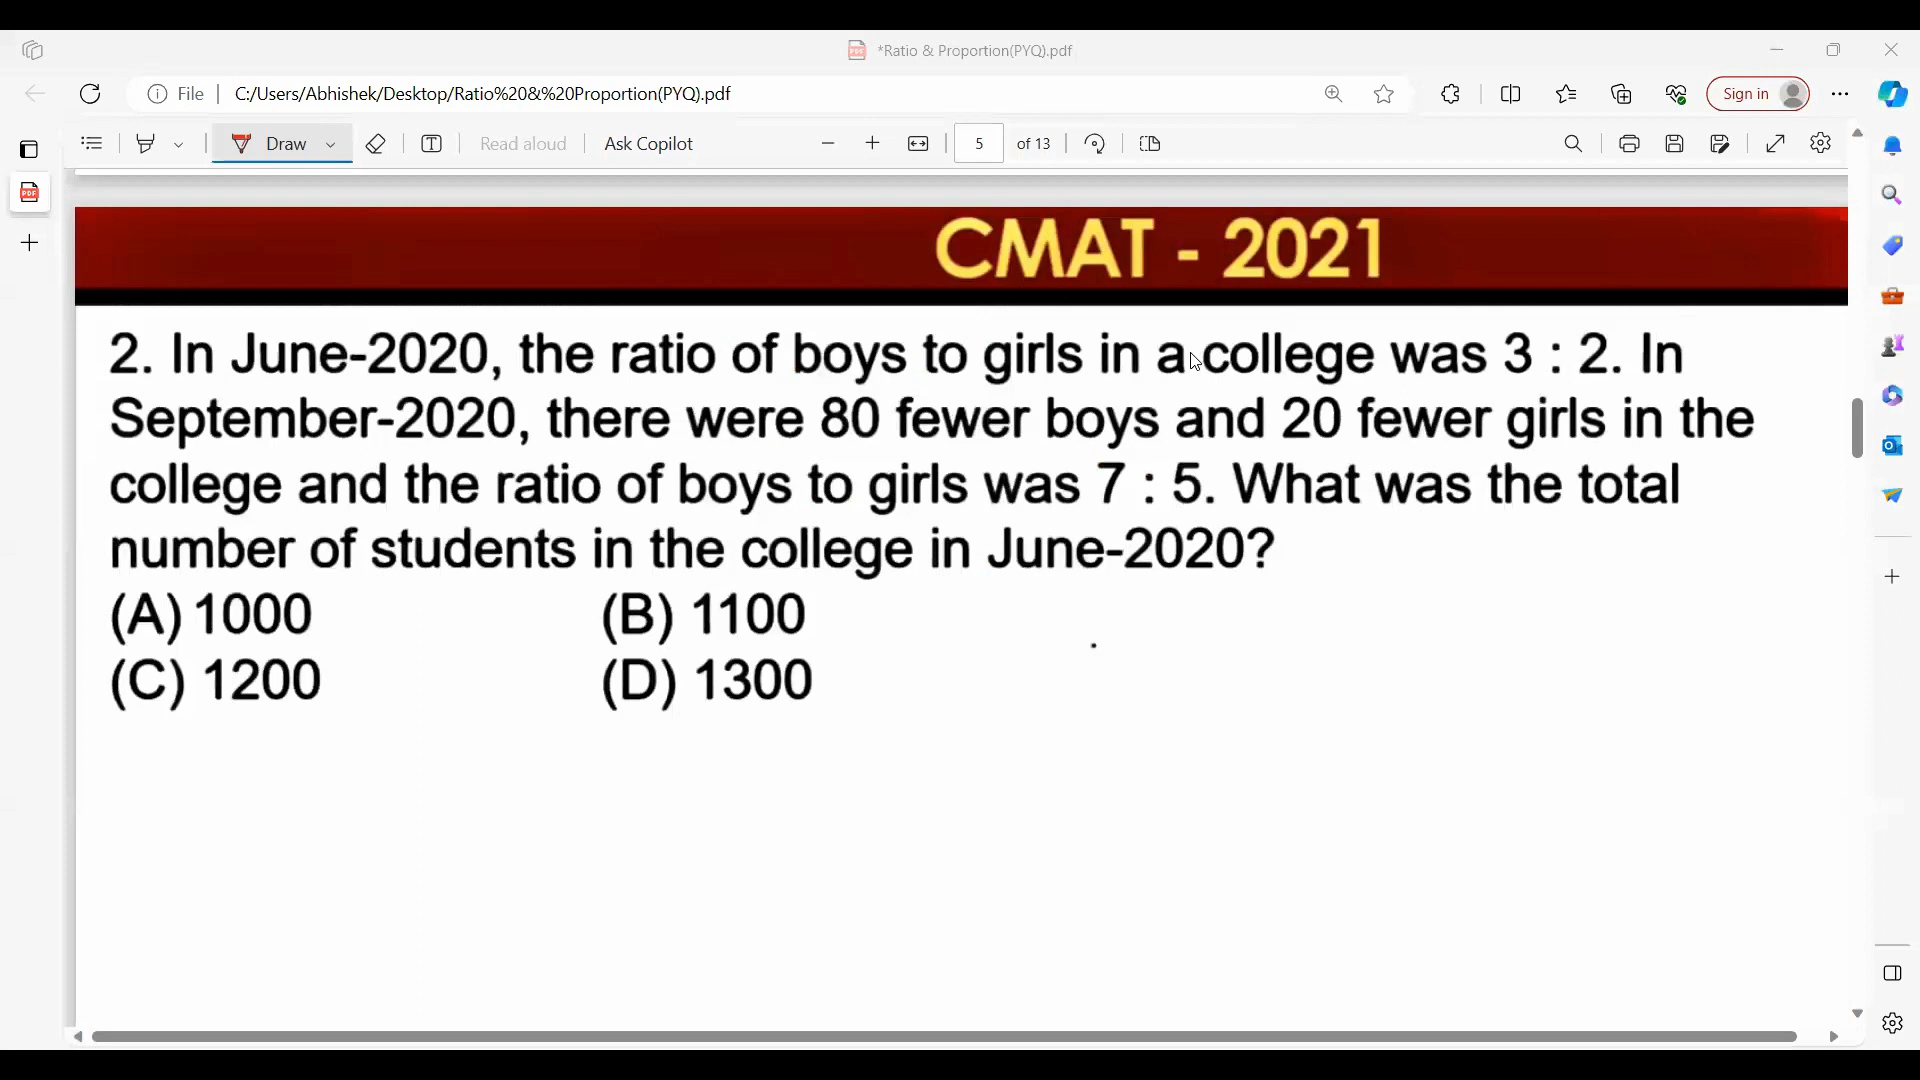 *Ratio & Proportion(PYQ).pdf
File
C:/Users/Abhishek/Desktop/Ratio%20&%20Proportion(PYQ).pdf
Sign in
Draw
Read aloud
Ask Copilot
5
of 13
CMAT - 2021
2. In June-2020, the ratio of boys to girls in a college was 3 : 2. In
September-2020, there were 80 fewer boys and 20 fewer girls in the
college and the ratio of boys to girls was 7 : 5. What was the total
number of students in the college in June-2020?
(A) 1000 (B) 1100
(C) 1200 (D) 1300